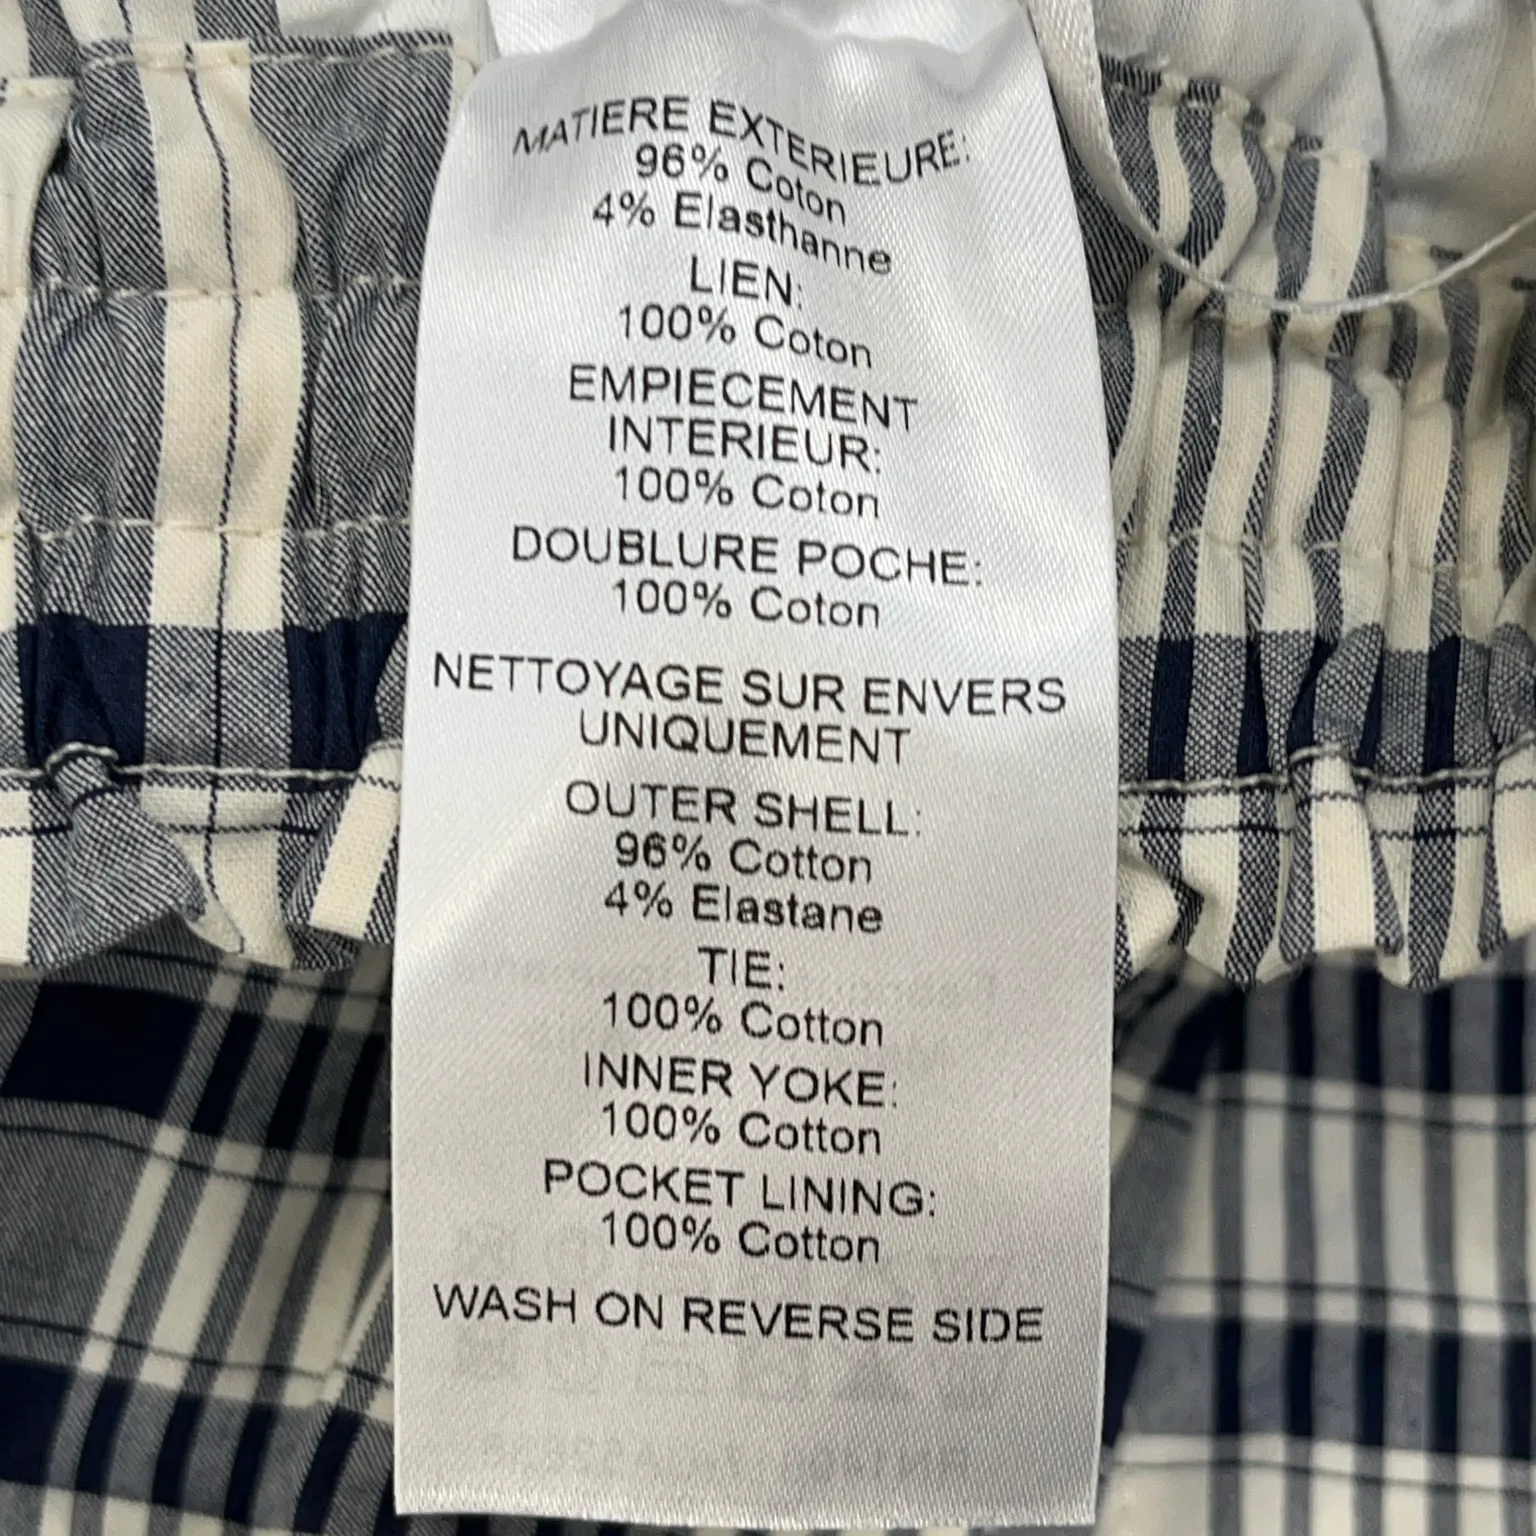 MATIERE EXTERIEURE:
96% Coton
4% Elasthanne
LIEN:
100% Coton
EMPIECEMENT
INTERIEUR:
100% Coton
DOUBLURE POCHE:
100% Coton
NETTOYAGE SUR ENVERS
UNIQUEMENT
OUTER SHELL:
96% Cotton
4% Elastane
TIE:
100% Cotton
INNER YOKE:
100% Cotton
POCKET LINING:
100% Cotton
WASH ON REVERSE SIDE